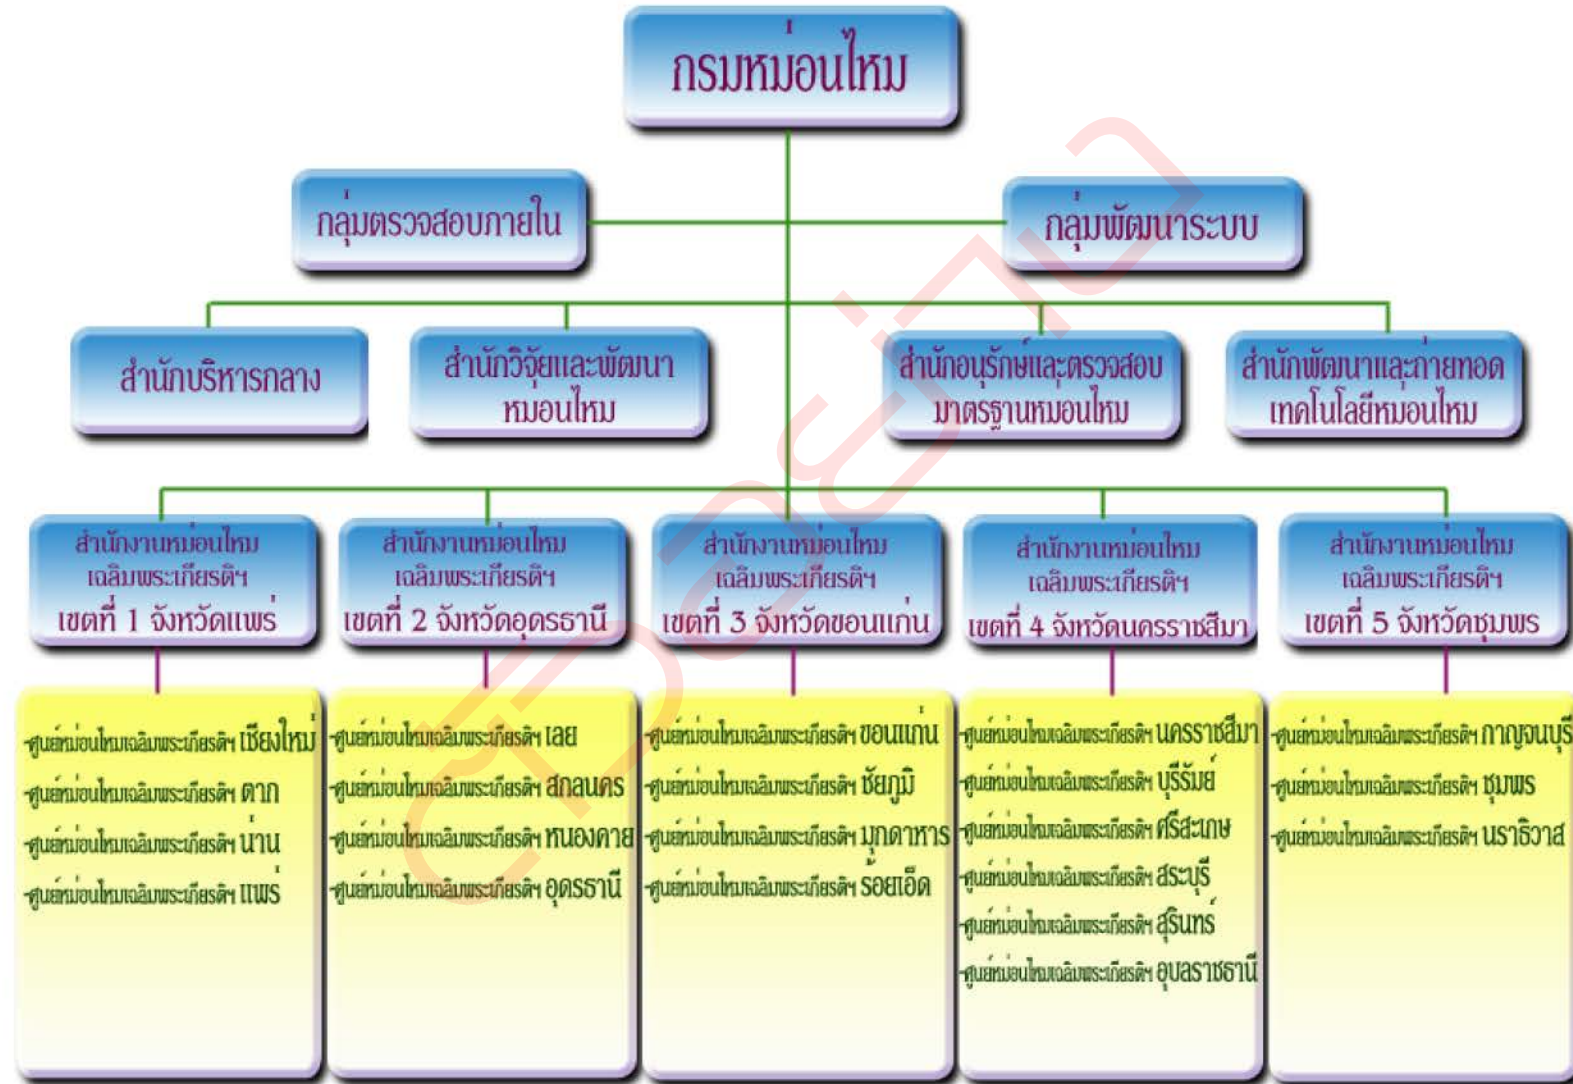 กรมหม่อนไหม
กลุ่มตรวจสอบภายใน
กลุ่มพัฒนาระบบ
สำนักบริหารกลาง
สำนักวิจัยและพัฒนา
หม่อนไหม
สำนักอนุรักษ์และตรวจสอบ
มาตรฐานหม่อนไหม
สำนักพัฒนาและถ่ายทอด
เทคโนโลยีหม่อนไหม
สำนักงานหม่อนไหม
เฉลิมพระเกียรติฯ
เขตที่ 1 จังหวัดแพร่
สำนักงานหม่อนไหม
เฉลิมพระเกียรติฯ
เขตที่ 2 จังหวัดอุดรธานี
สำนักงานหม่อนไหม
เฉลิมพระเกียรติฯ
เขตที่ 3 จังหวัดขอนแก่น
สำนักงานหม่อนไหม
เฉลิมพระเกียรติฯ
เขตที่ 4 จังหวัดนครราชสีมา
สำนักงานหม่อนไหม
เฉลิมพระเกียรติฯ
เขตที่ 5 จังหวัดชุมพร
-ศูนย์หม่อนไหมเฉลิมพระเกียรติฯ เชียงใหม่
-ศูนย์หม่อนไหมเฉลิมพระเกียรติฯ ตาก
-ศูนย์หม่อนไหมเฉลิมพระเกียรติฯ น่าน
-ศูนย์หม่อนไหมเฉลิมพระเกียรติฯ แพร่
-ศูนย์หม่อนไหมเฉลิมพระเกียรติฯ เลย
-ศูนย์หม่อนไหมเฉลิมพระเกียรติฯ สกลนคร
-ศูนย์หม่อนไหมเฉลิมพระเกียรติฯ หนองคาย
-ศูนย์หม่อนไหมเฉลิมพระเกียรติฯ อุดรธานี
-ศูนย์หม่อนไหมเฉลิมพระเกียรติฯ ขอนแก่น
-ศูนย์หม่อนไหมเฉลิมพระเกียรติฯ ชัยภูมิ
-ศูนย์หม่อนไหมเฉลิมพระเกียรติฯ มุกดาหาร
-ศูนย์หม่อนไหมเฉลิมพระเกียรติฯ ร้อยเอ็ด
-ศูนย์หม่อนไหมเฉลิมพระเกียรติฯ นครราชสีมา
-ศูนย์หม่อนไหมเฉลิมพระเกียรติฯ บุรีรัมย์
-ศูนย์หม่อนไหมเฉลิมพระเกียรติฯ ศรีสะเกษ
-ศูนย์หม่อนไหมเฉลิมพระเกียรติฯ สระบุรี
-ศูนย์หม่อนไหมเฉลิมพระเกียรติฯ สุรินทร์
-ศูนย์หม่อนไหมเฉลิมพระเกียรติฯ อุบลราชธานี
-ศูนย์หม่อนไหมเฉลิมพระเกียรติฯ กาญจนบุรี
-ศูนย์หม่อนไหมเฉลิมพระเกียรติฯ ชุมพร
-ศูนย์หม่อนไหมเฉลิมพระเกียรติฯ นราธิวาส
ตัวอย่าง